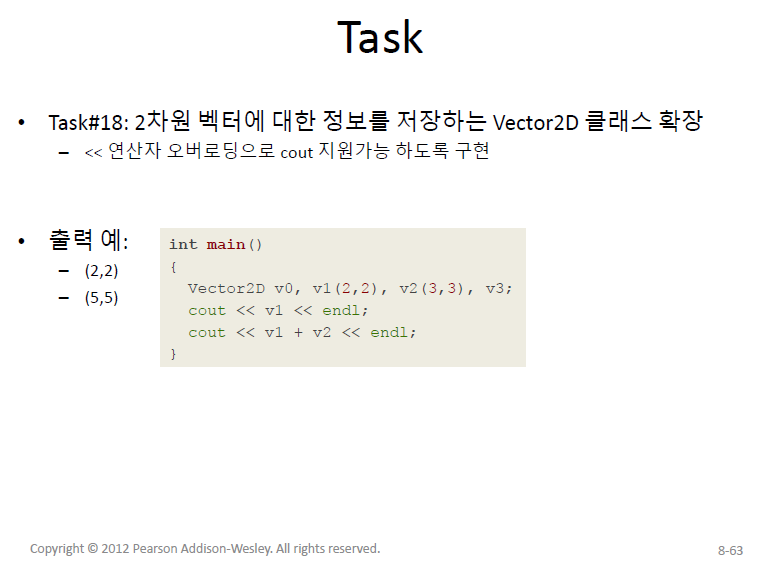 Task
• Task#18: 2차원 벡터에 대한 정보를 저장하는 Vector2D 클래스 확장
– << 연산자 오버로딩으로 cout 지원가능 하도록 구현
• 출력 예:
– (2,2)
– (5,5)
int main()
{
Vector2D v0, v1(2,2), v2(3,3), v3;
cout << v1 << endl;
cout << v1 + v2 << endl;
}
Copyright © 2012 Pearson Addison-Wesley. All rights reserved.
8-63